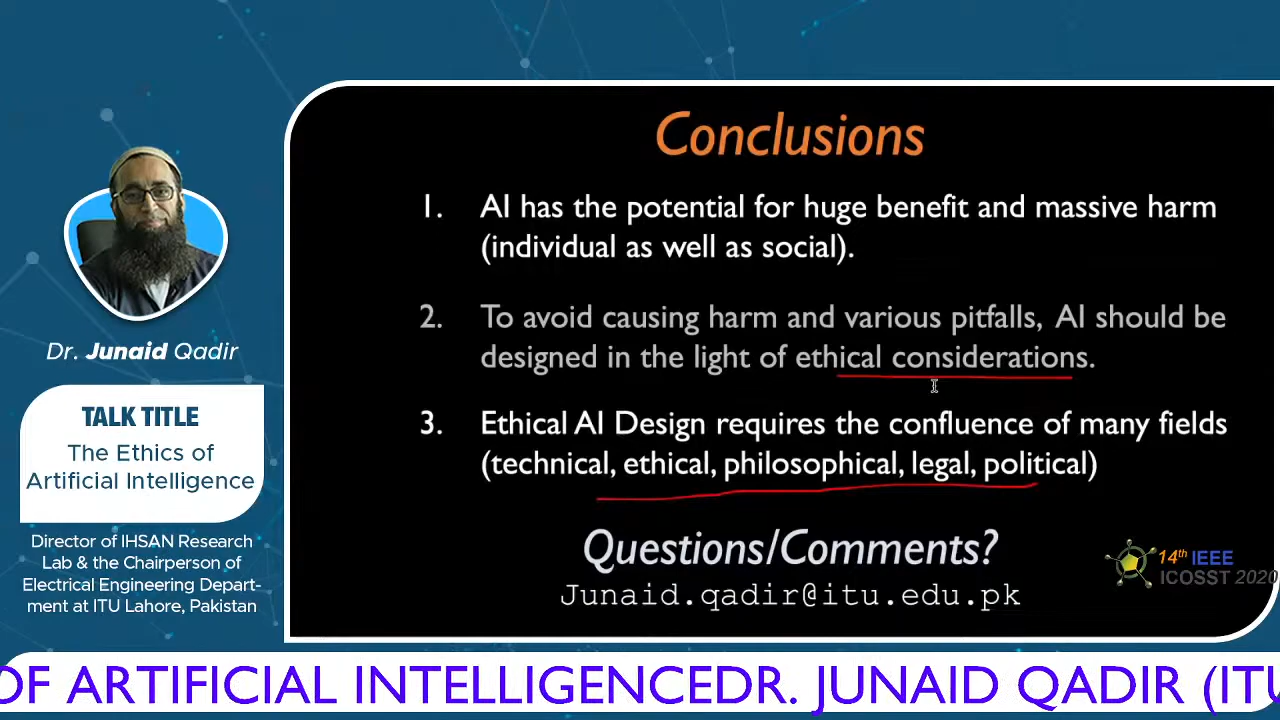 Dr. Junaid Qadir
TALK TITLE
The Ethics of
Artificial Intelligence
Director of IHSAN Research
Lab & the Chairperson of
Electrical Engineering Depart-
ment at ITU Lahore, Pakistan
Conclusions
1. AI has the potential for huge benefit and massive harm
(individual as well as social).
2. To avoid causing harm and various pitfalls, AI should be
designed in the light of ethical considerations.
3. Ethical AI Design requires the confluence of many fields
(technical, ethical, philosophical, legal, political)
Questions/Comments?
Junaid.qadir@itu.edu.pk
14th IEEE
ICOSST 2020
OF ARTIFICIAL INTELLIGENCEDR. JUNAID QADIR (ITU